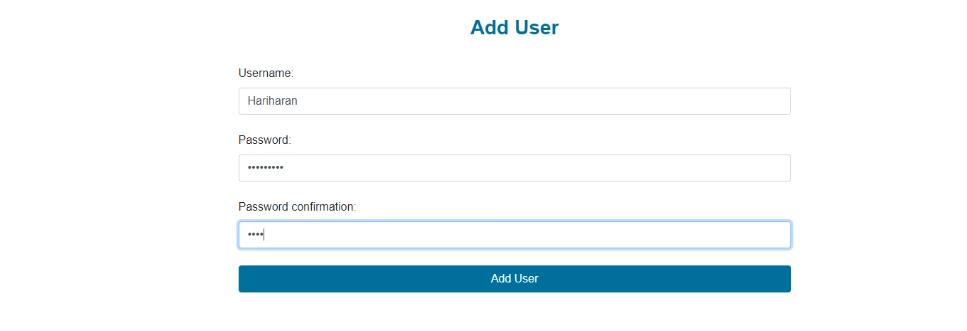 Add User
Username:
Hariharan
Password:
•••••••••
Password confirmation:
••••
Add User